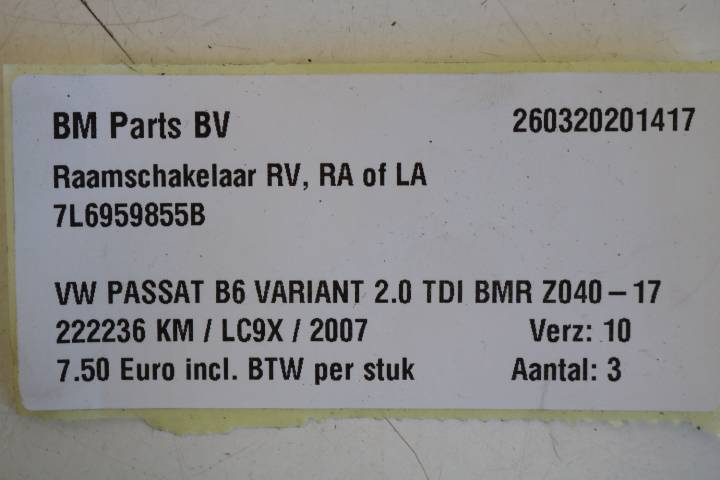 BM Parts BV 260320201417
Raamschakelaar RV, RA of LA
7L6959855B
VW PASSAT B6 VARIANT 2.0 TDI BMR Z040-17
222236 KM / LC9X / 2007 Verz: 10
7.50 Euro incl. BTW per stuk Aantal: 3